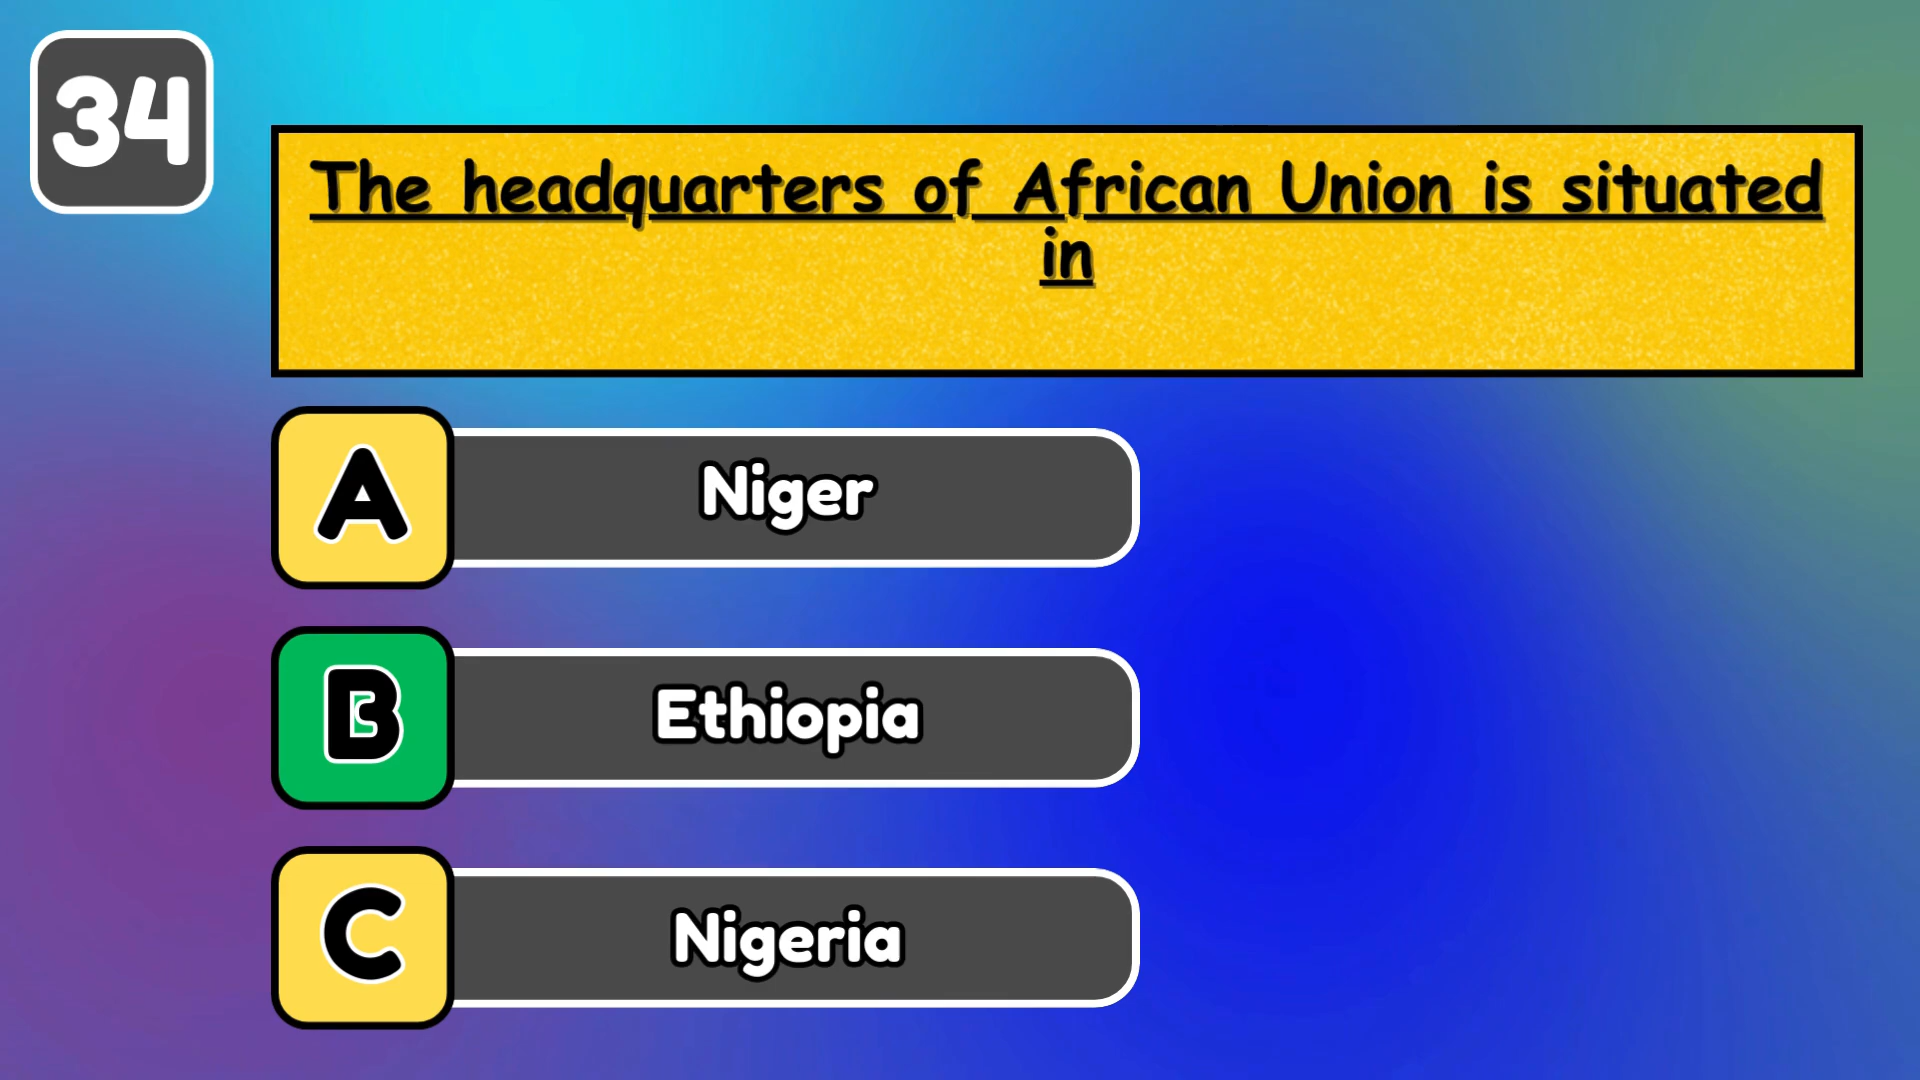 34
The headquarters of African Union is situated
in
A
Niger
B
Ethiopia
C
Nigeria